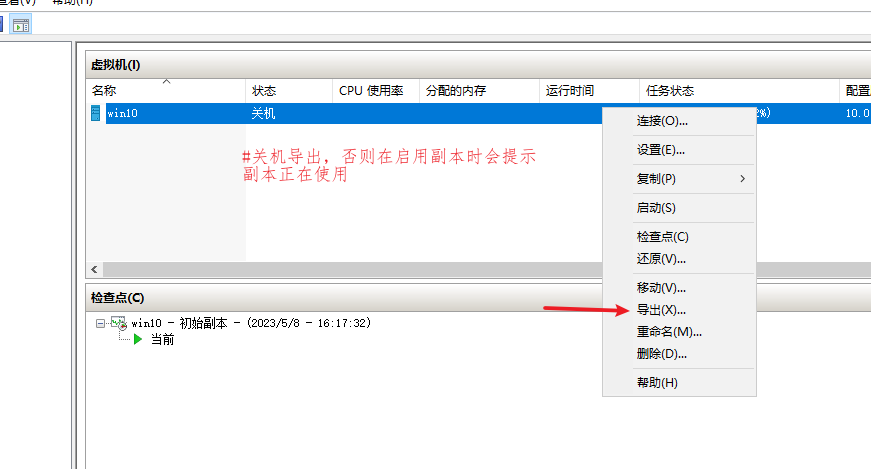 查看(V) 帮助(H)
虚拟机(I)
名称 状态 CPU 使用率 分配的内存 运行时间 任务状态 配置
win10 关机 2%) 10.0
#关机导出，否则在启用副本时会提示
副本正在使用
连接(O)...
设置(E)...
复制(P)
启动(S)
检查点(C)
还原(V)...
移动(V)...
导出(X)...
重命名(M)...
删除(D)...
帮助(H)
检查点(C)
win10 - 初始副本 - (2023/5/8 - 16:17:32)
当前